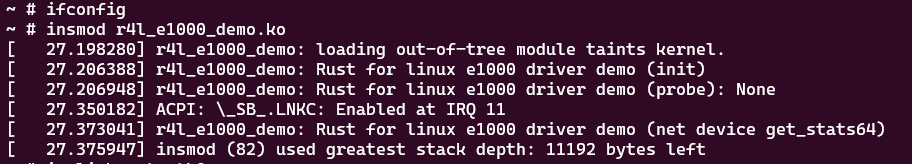 ~ # ifconfig
~ # insmod r4l_e1000_demo.ko
[   27.198280] r4l_e1000_demo: loading out-of-tree module taints kernel.
[   27.206388] r4l_e1000_demo: Rust for linux e1000 driver demo (init)
[   27.206948] r4l_e1000_demo: Rust for linux e1000 driver demo (probe): None
[   27.350182] ACPI: \_SB_.LNKC: Enabled at IRQ 11
[   27.373041] r4l_e1000_demo: Rust for linux e1000 driver demo (net device get_stats64)
[   27.375947] insmod (82) used greatest stack depth: 11192 bytes left